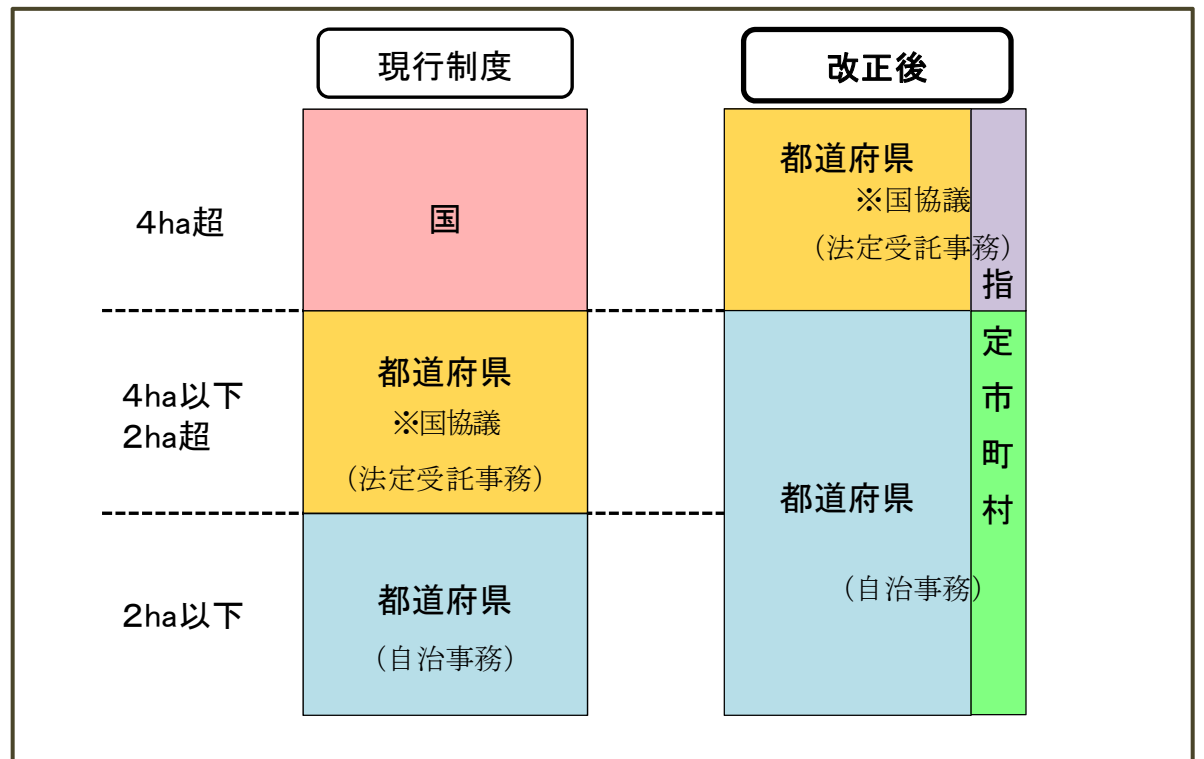 現行制度
改正後
4ha超
国
都道府県
※国協議
(法定受託事務)
指定市町村
4ha以下
2ha超
都道府県
※国協議
(法定受託事務)
都道府県
(自治事務)
2ha以下
都道府県
(自治事務)